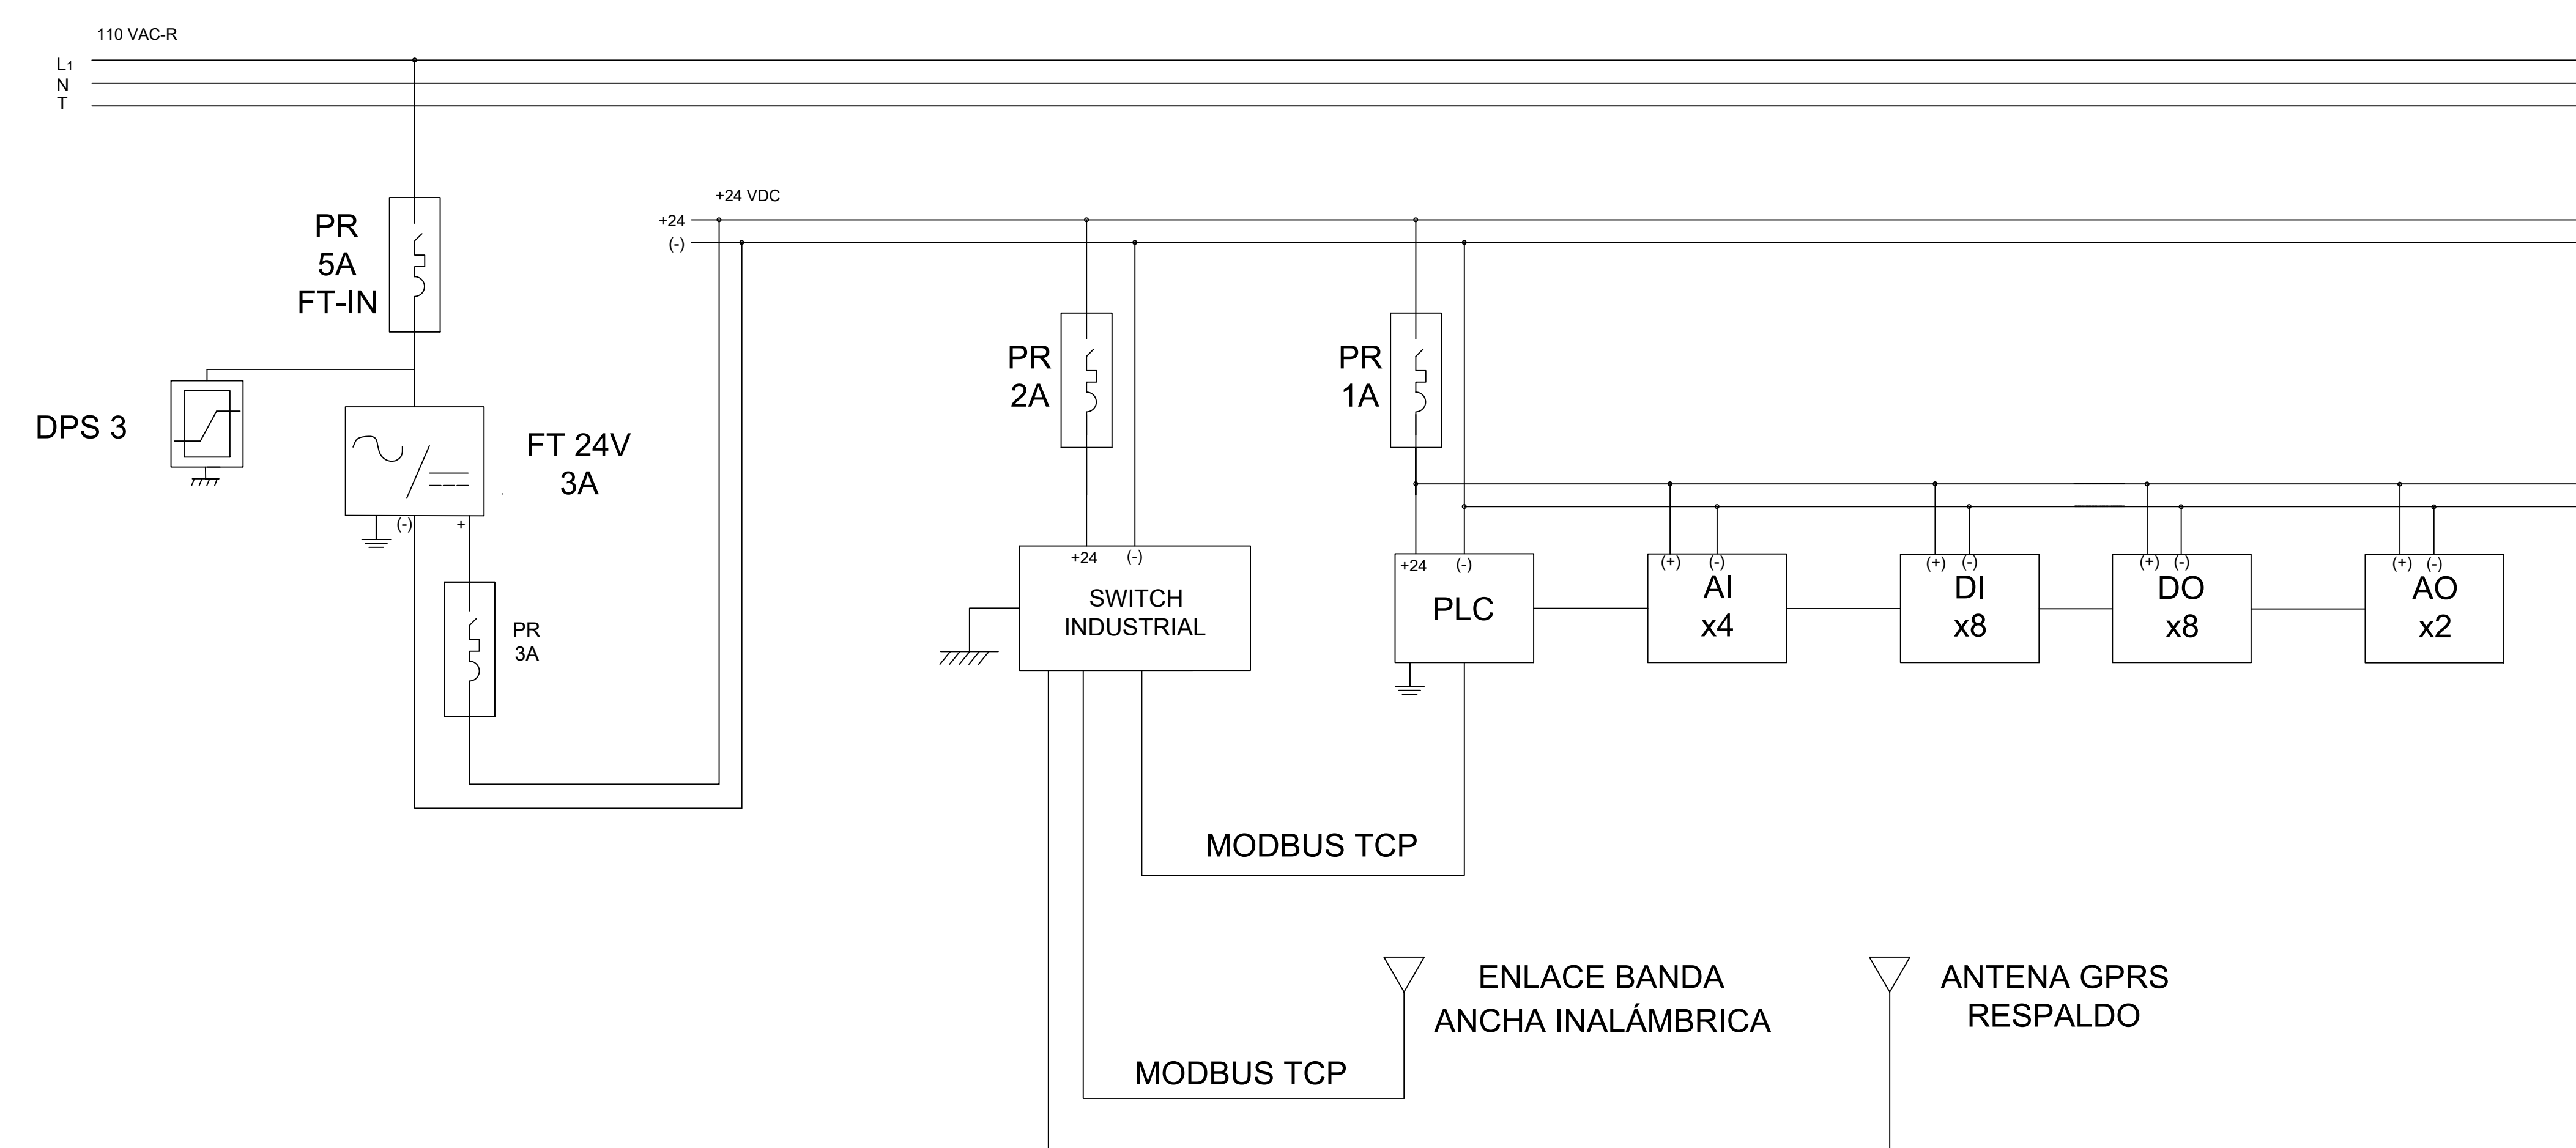 110 VAC-R
L1
N
T
+24 VDC
+24
(-)
PR
5A
FT-IN
DPS 3
FT 24V
3A
(-)
+
PR
3A
PR
2A
PR
1A
+24
(-)
SWITCH
INDUSTRIAL
+24
(-)
PLC
(+)
(-)
AI
x4
(+)
(-)
DI
x8
(+)
(-)
DO
x8
(+)
(-)
AO
x2
MODBUS TCP
ENLACE BANDA
ANCHA INALÁMBRICA
ANTENA GPRS
RESPALDO
MODBUS TCP